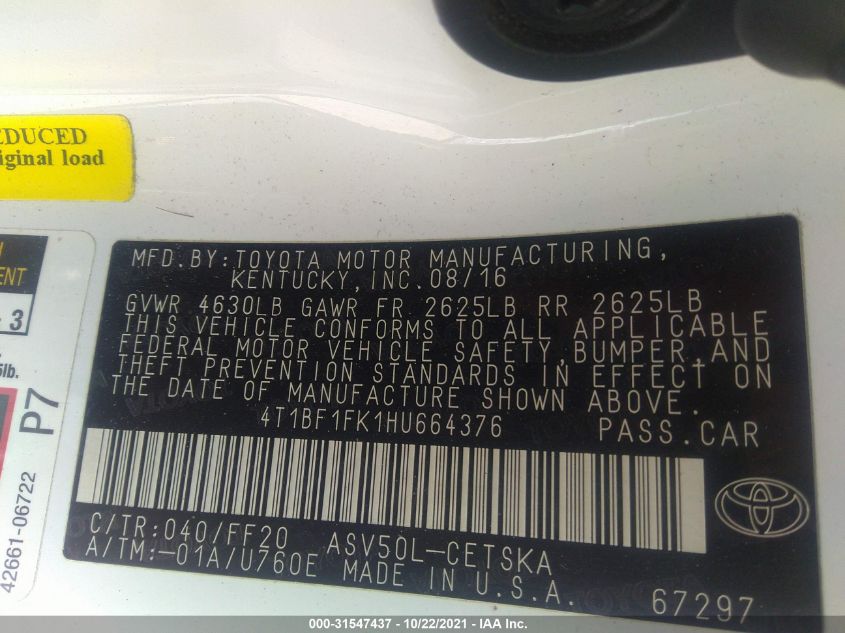 EDUCED
iginal load
ENT
3
lb.
P7
42661-06722
MFD.BY:TOYOTA MOTOR MANUFACTURING,
KENTUCKY,INC.08/16
GVWR 4630LB GAWR FR 2625LB RR 2625LB
THIS VEHICLE CONFORMS TO ALL APPLICABLE
FEDERAL MOTOR VEHICLE SAFETY,BUMPER,AND
THEFT PREVENTION STANDARDS IN EFFECT ON
THE DATE OF MANUFACTURE SHOWN ABOVE.
4T1BF1FK1HU664376 PASS.CAR
C/TR:040/FF20 ASV50L-CETSKA
A/TM:-01A/U760E MADE IN U.S.A.
67297
000-31547437 - 10/22/2021 - IAA Inc.